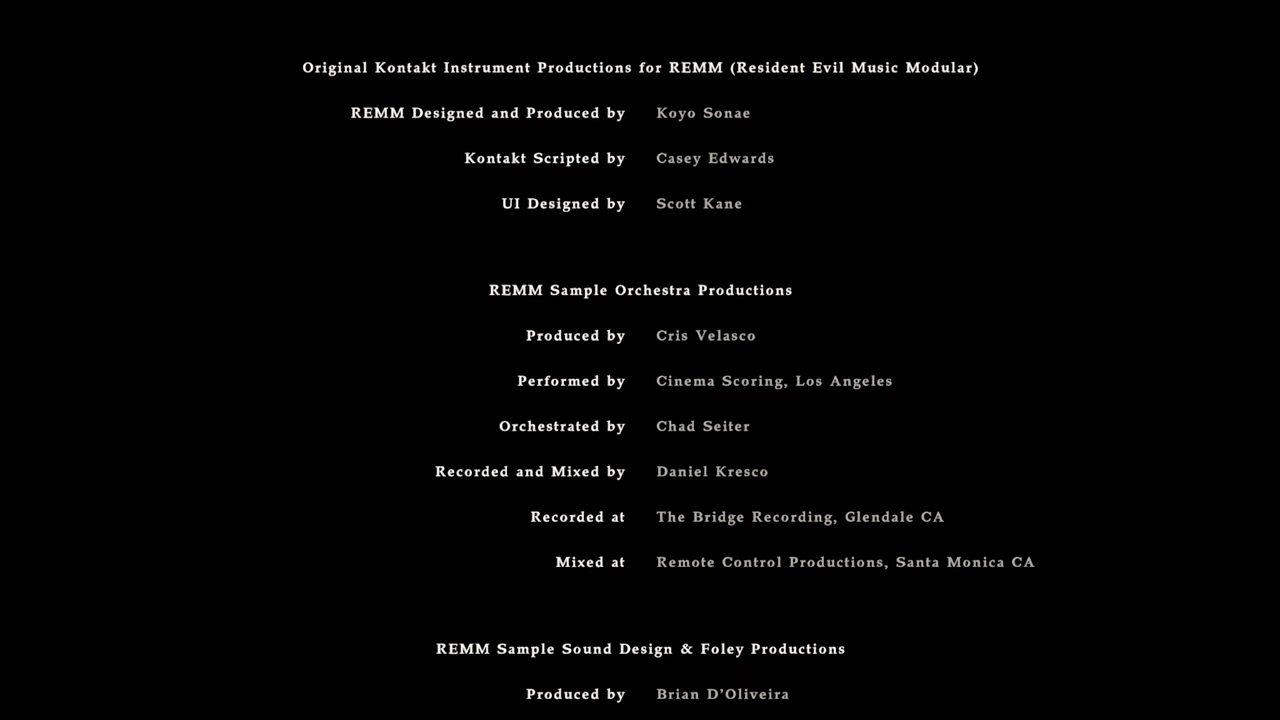 Original Kontakt Instrument Productions for REMM (Resident Evil Music Modular)
REMM Designed and Produced by Koyo Sonae
Kontakt Scripted by Casey Edwards
UI Designed by Scott Kane
REMM Sample Orchestra Productions
Produced by Cris Velasco
Performed by Cinema Scoring, Los Angeles
Orchestrated by Chad Seiter
Recorded and Mixed by Daniel Kresco
Recorded at The Bridge Recording, Glendale CA
Mixed at Remote Control Productions, Santa Monica CA
REMM Sample Sound Design & Foley Productions
Produced by Brian D’Oliveira